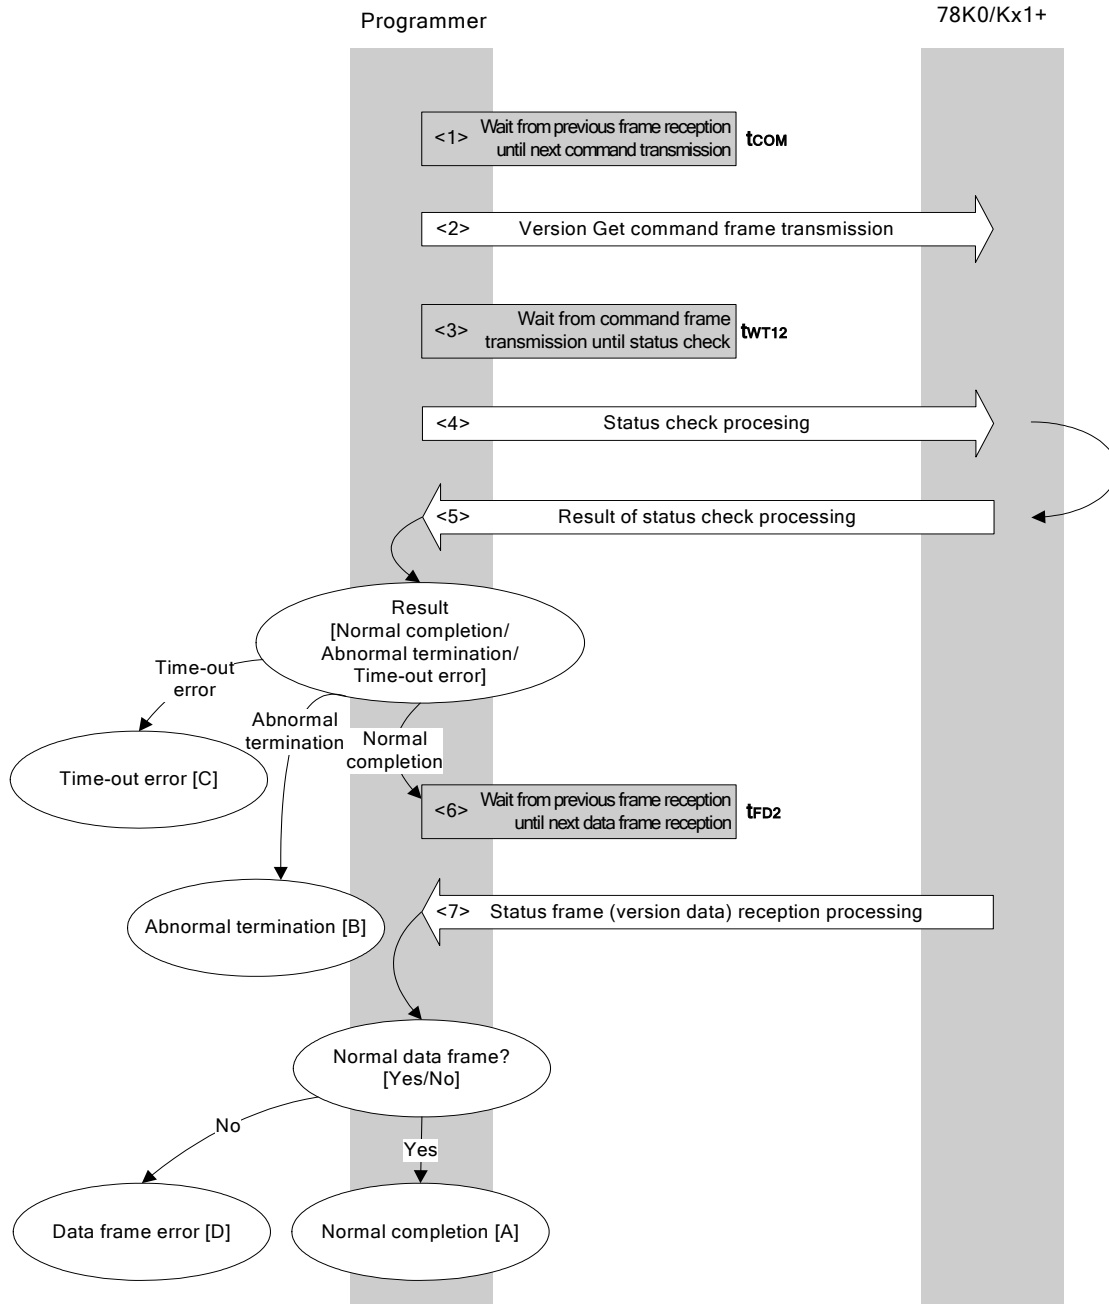 Programmer
78K0/Kx1+
<1> Wait from previous frame reception
until next command transmission
tCOM
<2> Version Get command frame transmission
<3> Wait from command frame
transmission until status check
tWT12
<4> Status check procesing
<5> Result of status check processing
Result
[Normal completion/
Abnormal termination/
Time-out error]
Time-out
error
Abnormal
termination
Normal
completion
Time-out error [C]
<6> Wait from previous frame reception
until next data frame reception
tFD2
Abnormal termination [B]
<7> Status frame (version data) reception processing
Normal data frame?
[Yes/No]
No
Yes
Data frame error [D]
Normal completion [A]